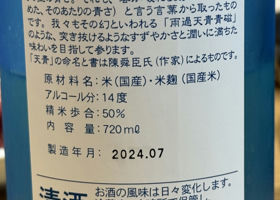 めた、そのあたりの青さ）と言う言葉から取ったもの
です。我々もその幻といわれる「雨過天青青磁」
のような、突き抜けるようなすずやかさと潤いに満ちた
味わいを目指して参ります。
「天青」の命名と書は陳舜臣氏（作家）によるものです。
原材料名：米（国産）・米麹（国産米）
アルコール分：14度
精米歩合：50％
内容量：720mℓ
製造年月：2024.07
清酒
お酒の風味は日々変化します。